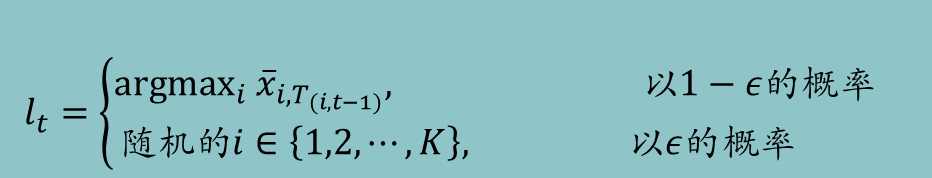 l_t = { argmax_i x̄_{i,T_{(i,t−1)}}, 以1 − ϵ的概率
随机的i ∈ {1,2,⋯,K}, 以ϵ的概率